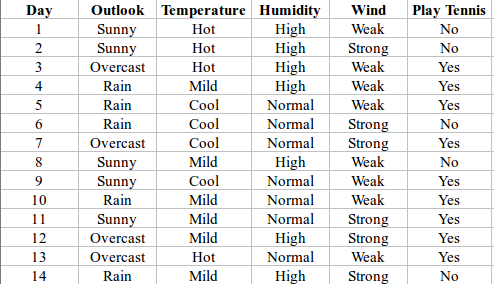 Day Outlook Temperature Humidity Wind Play Tennis
1 Sunny Hot High Weak No
2 Sunny Hot High Strong No
3 Overcast Hot High Weak Yes
4 Rain Mild High Weak Yes
5 Rain Cool Normal Weak Yes
6 Rain Cool Normal Strong No
7 Overcast Cool Normal Strong Yes
8 Sunny Mild High Weak No
9 Sunny Cool Normal Weak Yes
10 Rain Mild Normal Weak Yes
11 Sunny Mild Normal Strong Yes
12 Overcast Mild High Strong Yes
13 Overcast Hot Normal Weak Yes
14 Rain Mild High Strong No